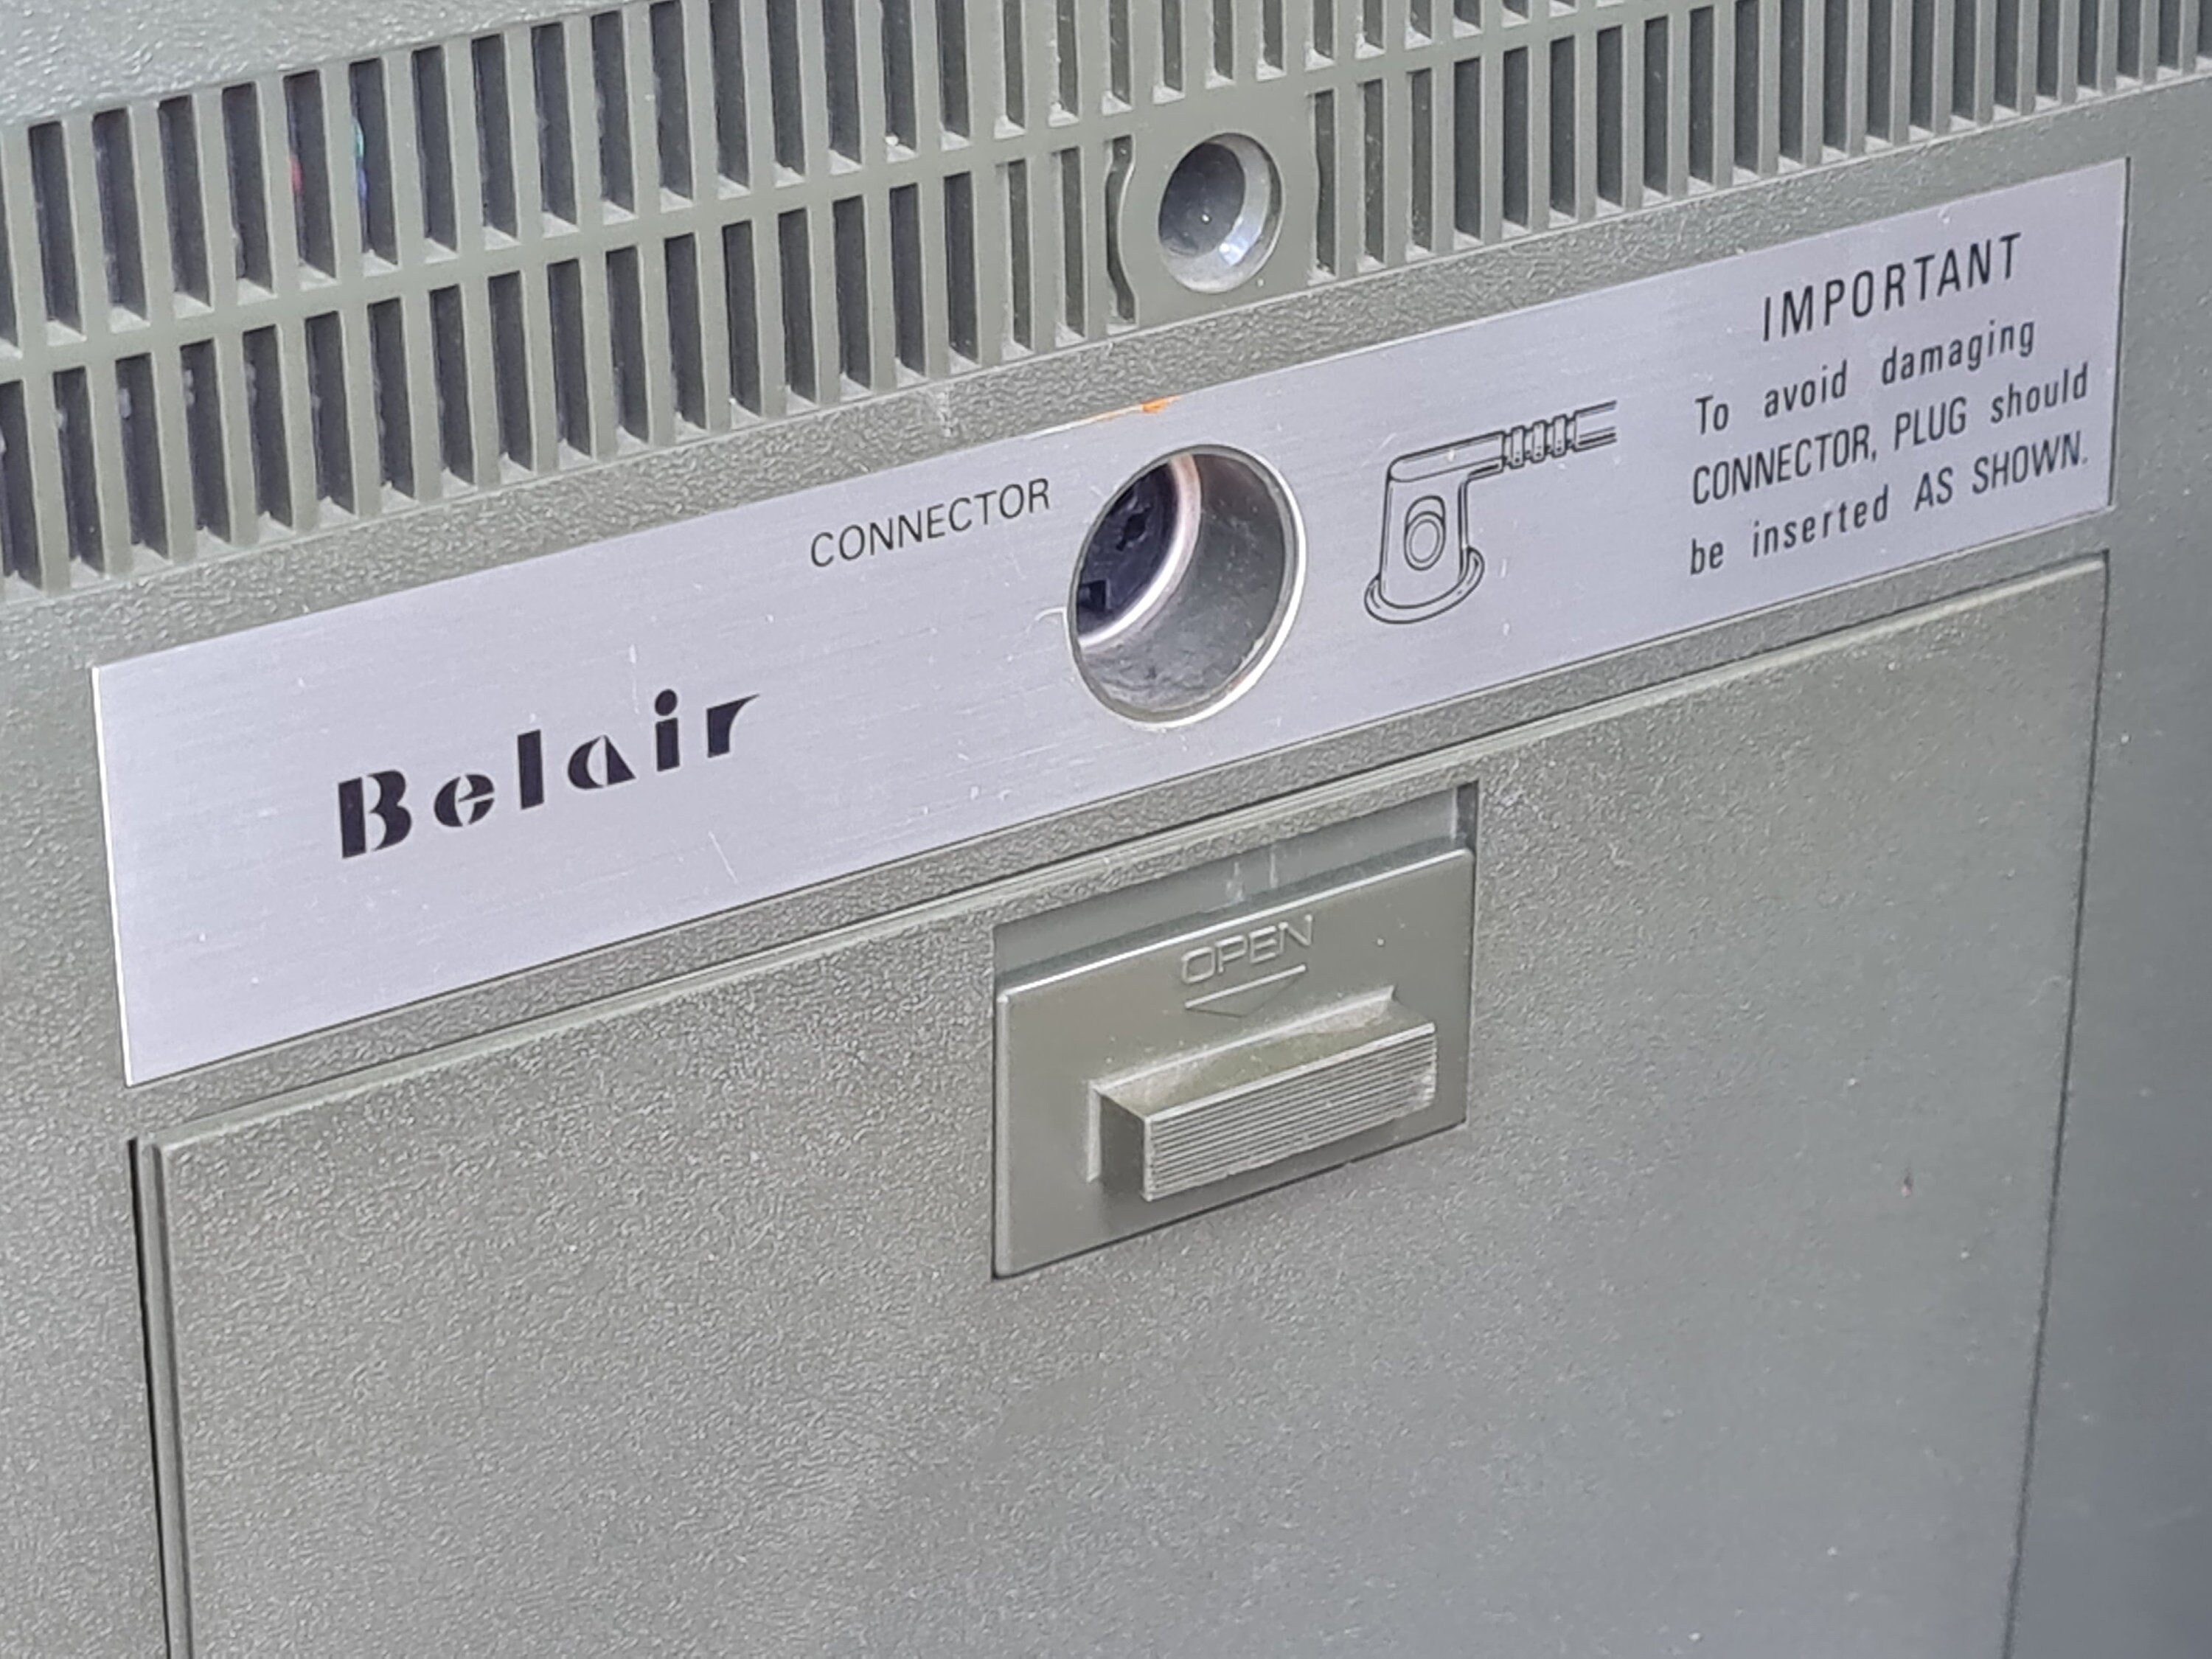 IMPORTANT
To avoid damaging
CONNECTOR, PLUG should
be inserted AS SHOWN.
CONNECTOR
Belair
OPEN